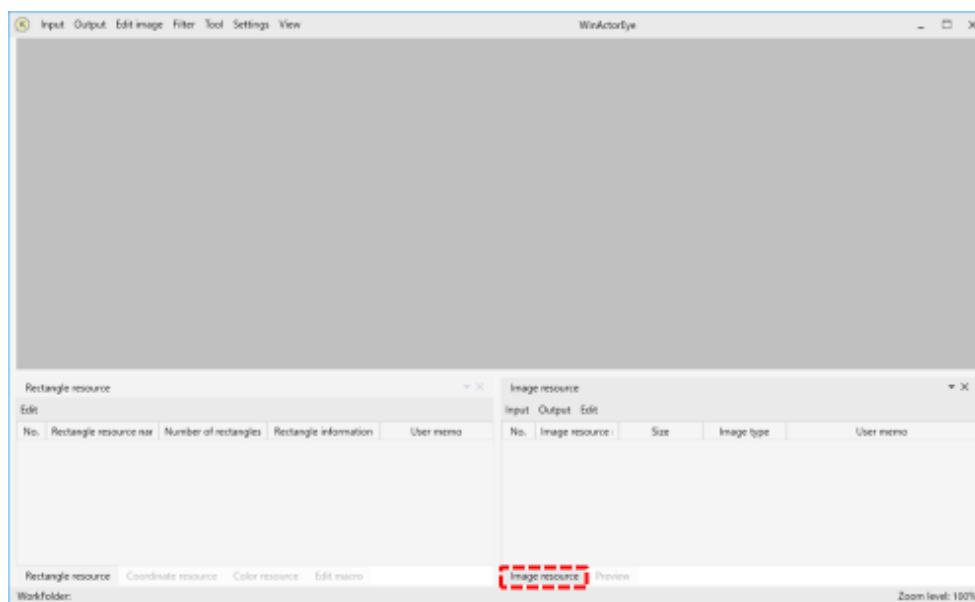 Input Output Edit image Filter Tool Settings View WinActorEye
Rectangle resource
Edit
No. Rectangle resource nar Number of rectangles Rectangle information User memo
Rectangle resource Coordinate resource Color resource Edit macro
Image resource
Input Output Edit
No. Image resource Size Image type User memo
Image resource Preview
Workfolder: Zoom level: 100%